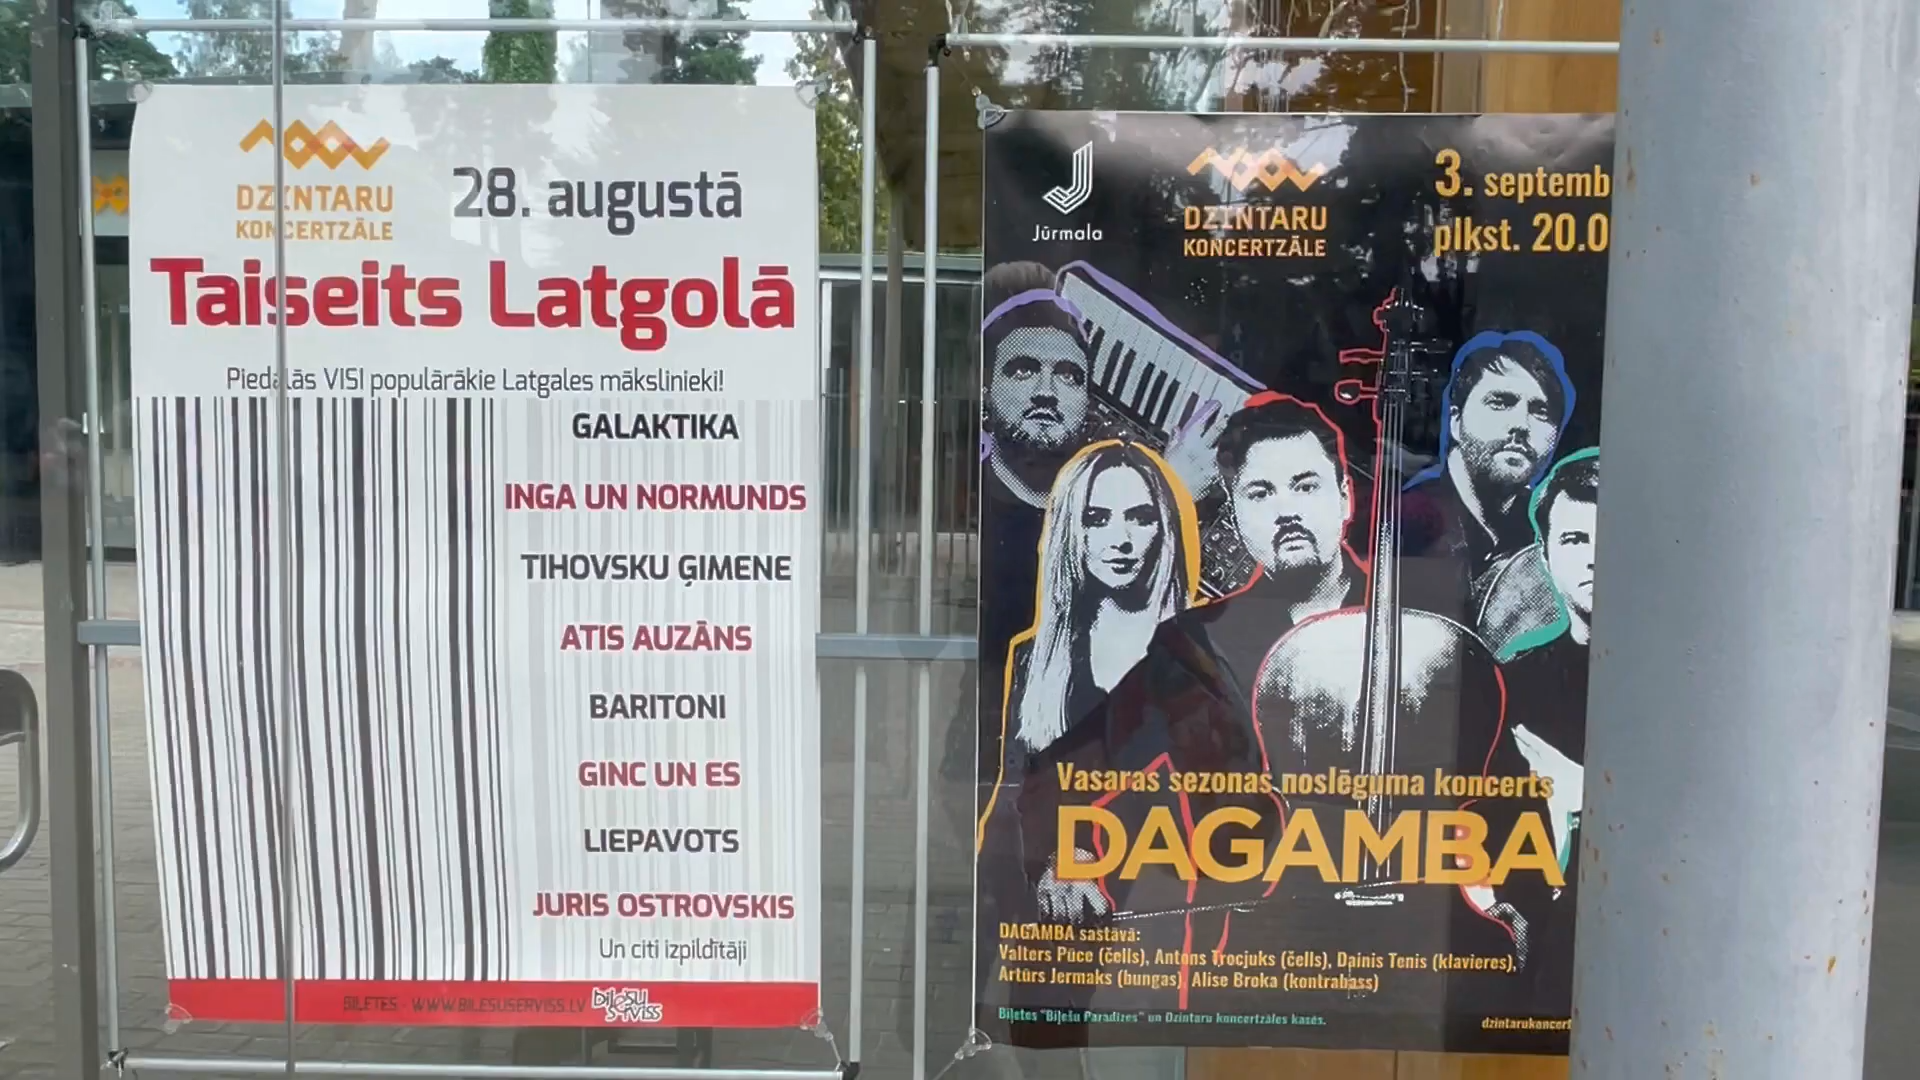 DZINTARU
KONCERTZĀLE
28. augustā
Taiseits Latgolā
Piedalās VISI populārākie Latgales mākslinieki!
GALAKTIKA
INGA UN NORMUNDS
TIHOVSKU ĢIMENE
ATIS AUZĀNS
BARITONI
GINC UN ES
LIEPAVOTS
JURIS OSTROVSKIS
Un citi izpildītāji
BIĻETES - WWW.BILESUSERVISS.LV
biļešu
serviss
Jūrmala
DZINTARU
KONCERTZĀLE
3. septemb
plkst. 20.0
Vasaras sezonas noslēguma koncerts
DAGAMBA
DAGAMBA sastāvā:
Valters Pūce (čells), Antons Trocjuks (čells), Dainis Tenis (klavieres),
Artūrs Jermaks (bungas), Alise Broka (kontrabass)
Biļetes "Biļešu Paradīzes" un Dzintaru koncertzāles kasēs.
dzintarukoncert